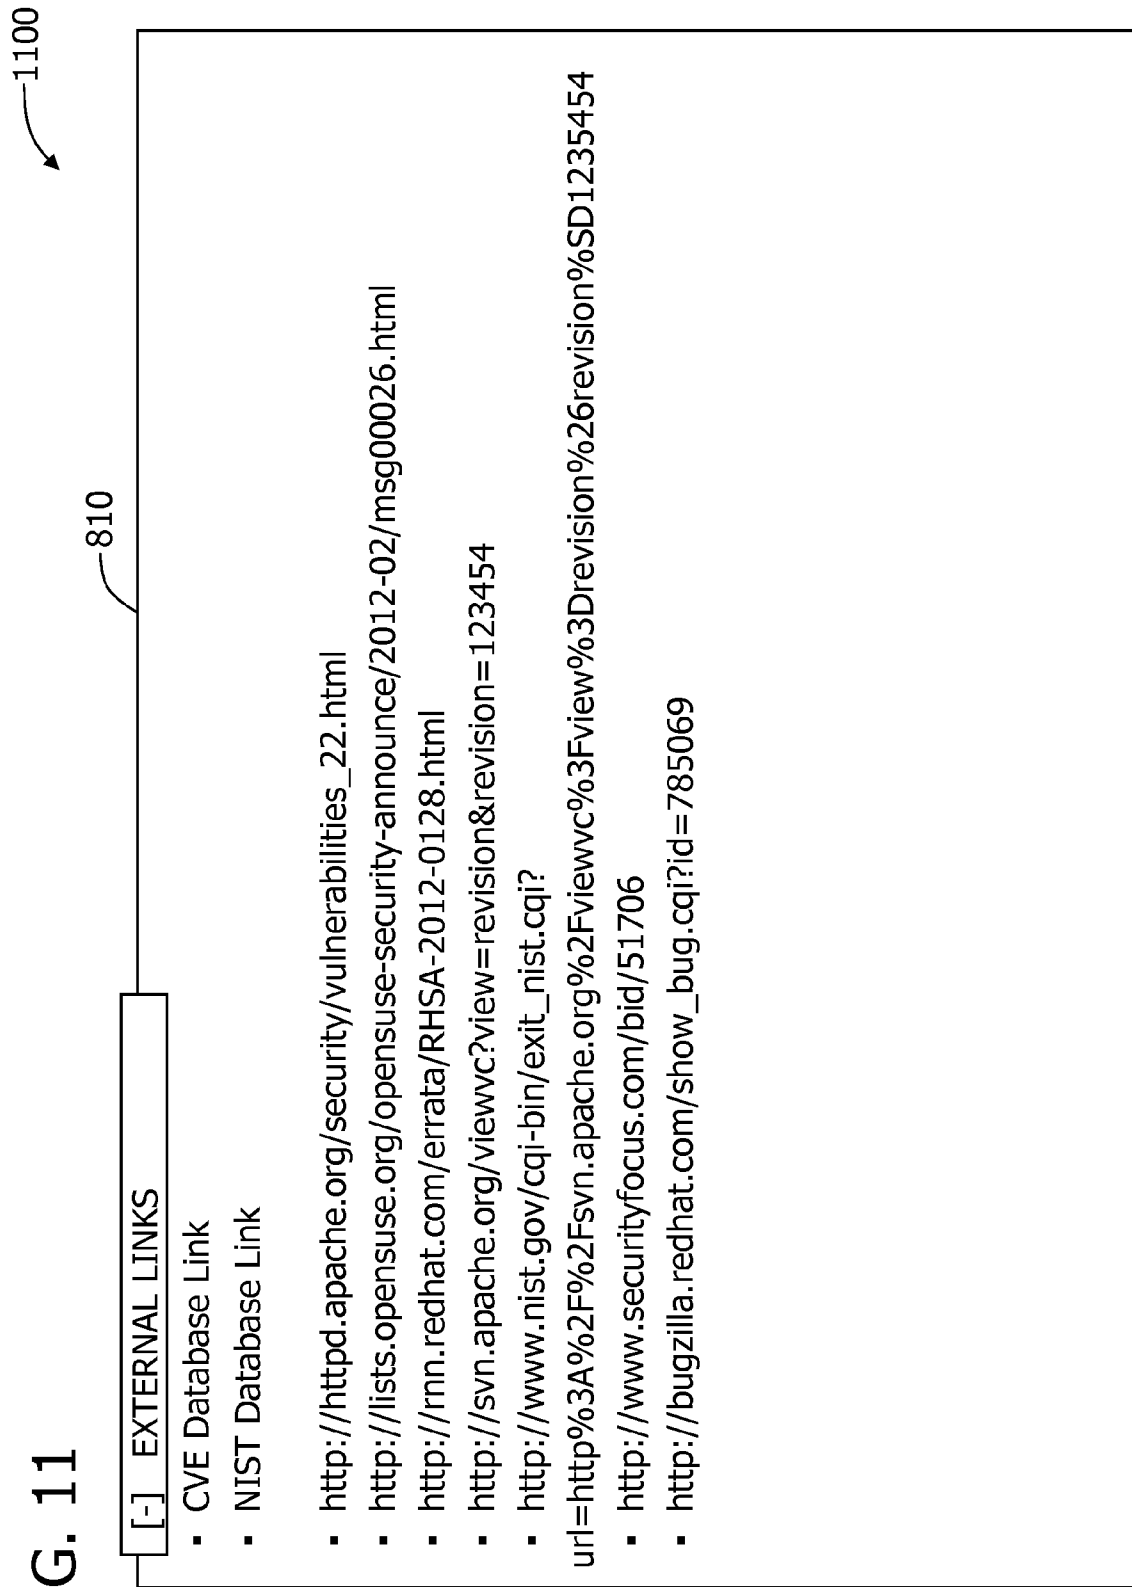 G. 11
1100
810
[-] EXTERNAL LINKS
▪ CVE Database Link
▪ NIST Database Link
▪ http://httpd.apache.org/security/vulnerabilities_22.html
▪ http://lists.opensuse.org/opensuse-security-announce/2012-02/msg00026.html
▪ http://rnn.redhat.com/errata/RHSA-2012-0128.html
▪ http://svn.apache.org/viewvc?view=revision&revision=123454
▪ http://www.nist.gov/cqi-bin/exit_nist.cqi?
url=http%3A%2F%2Fsvn.apache.org%2Fviewvc%3Fview%3Drevision%26revision%SD1235454
▪ http://www.securityfocus.com/bid/51706
▪ http://bugzilla.redhat.com/show_bug.cqi?id=785069